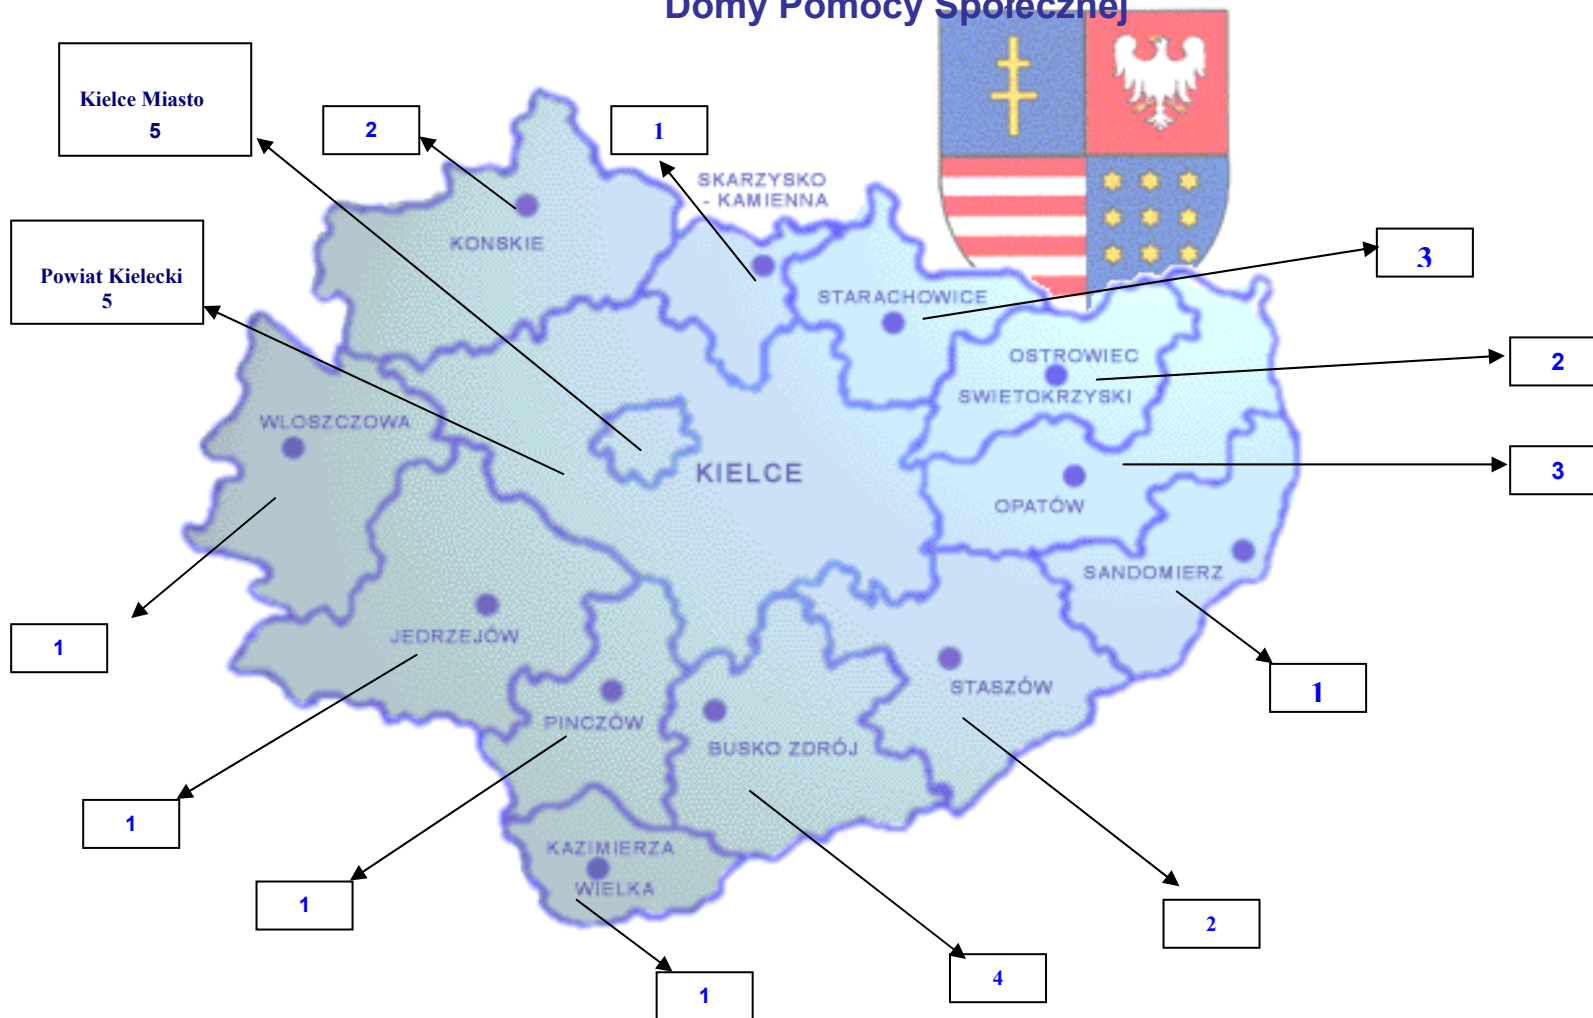 Domy Pomocy Społecznej
Kielce Miasto
5
2
1
SKARZYSKO
- KAMIENNA
KONSKIE
3
Powiat Kielecki
5
STARACHOWICE
2
OSTROWIEC
SWIETOKRZYSKI
WLOSZCZOWA
KIELCE
3
OPATÓW
SANDOMIERZ
1
JEDRZEJÓW
STASZÓW
1
PINCZÓW
BUSKO ZDRÓJ
1
KAZIMIERZA
WIELKA
1
2
4
1